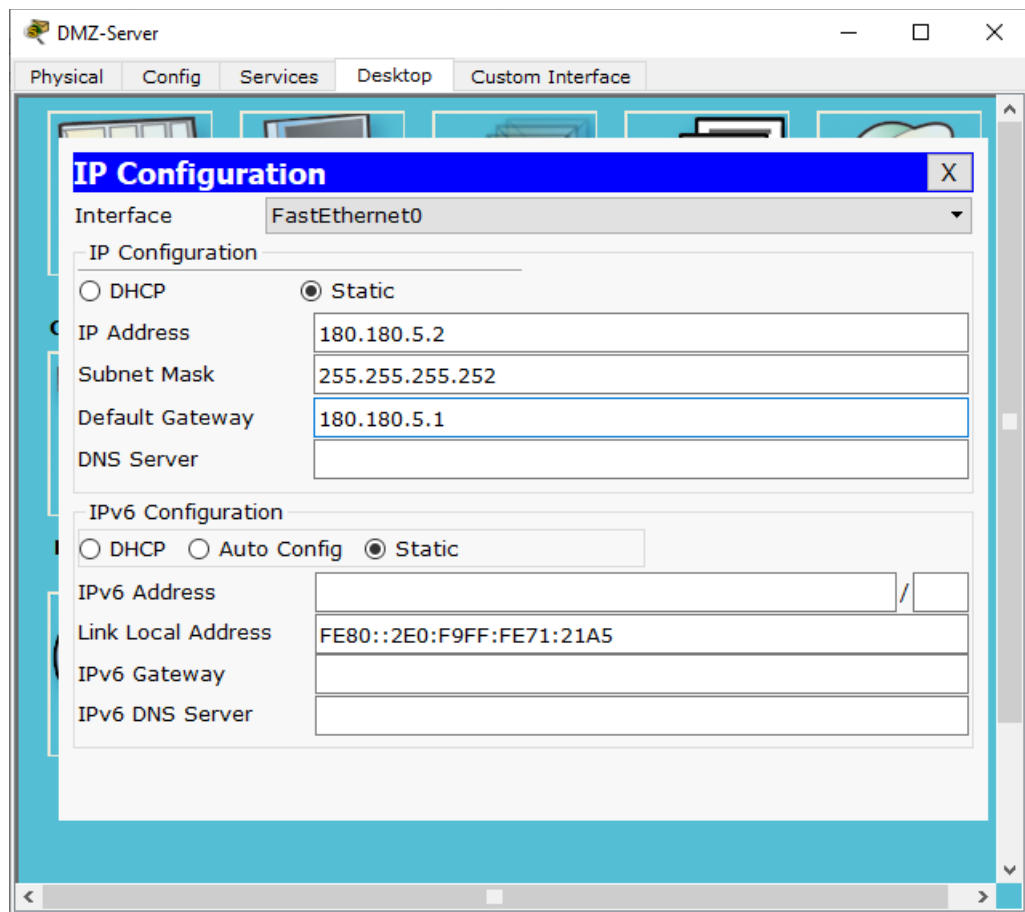 DMZ-Server
Physical Config Services Desktop Custom Interface
IP Configuration X
Interface FastEthernet0
IP Configuration
DHCP Static
IP Address 180.180.5.2
Subnet Mask 255.255.255.252
Default Gateway 180.180.5.1
DNS Server
IPv6 Configuration
DHCP Auto Config Static
IPv6 Address /
Link Local Address FE80::2E0:F9FF:FE71:21A5
IPv6 Gateway
IPv6 DNS Server